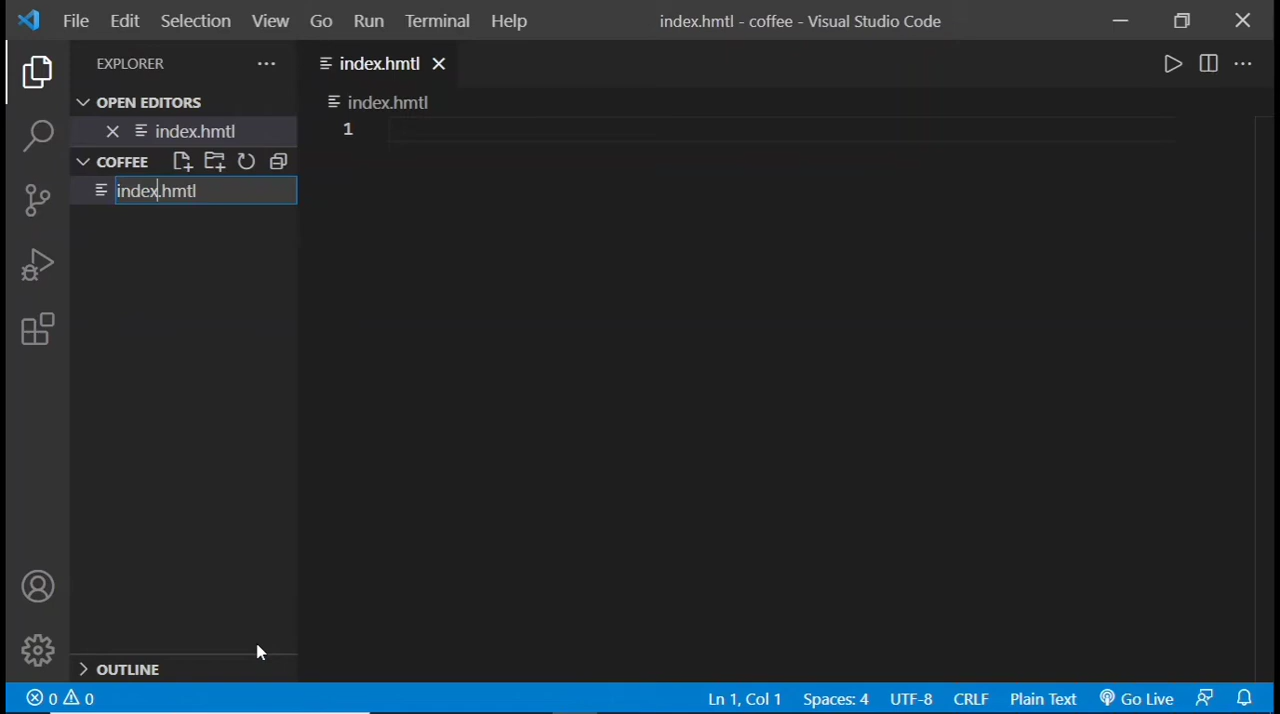 File Edit Selection View Go Run Terminal Help index.hmtl - coffee - Visual Studio Code
EXPLORER
index.hmtl
OPEN EDITORS
index.hmtl
index.hmtl
1
COFFEE
index.hmtl
OUTLINE
0 0 Ln 1, Col 1 Spaces: 4 UTF-8 CRLF Plain Text Go Live